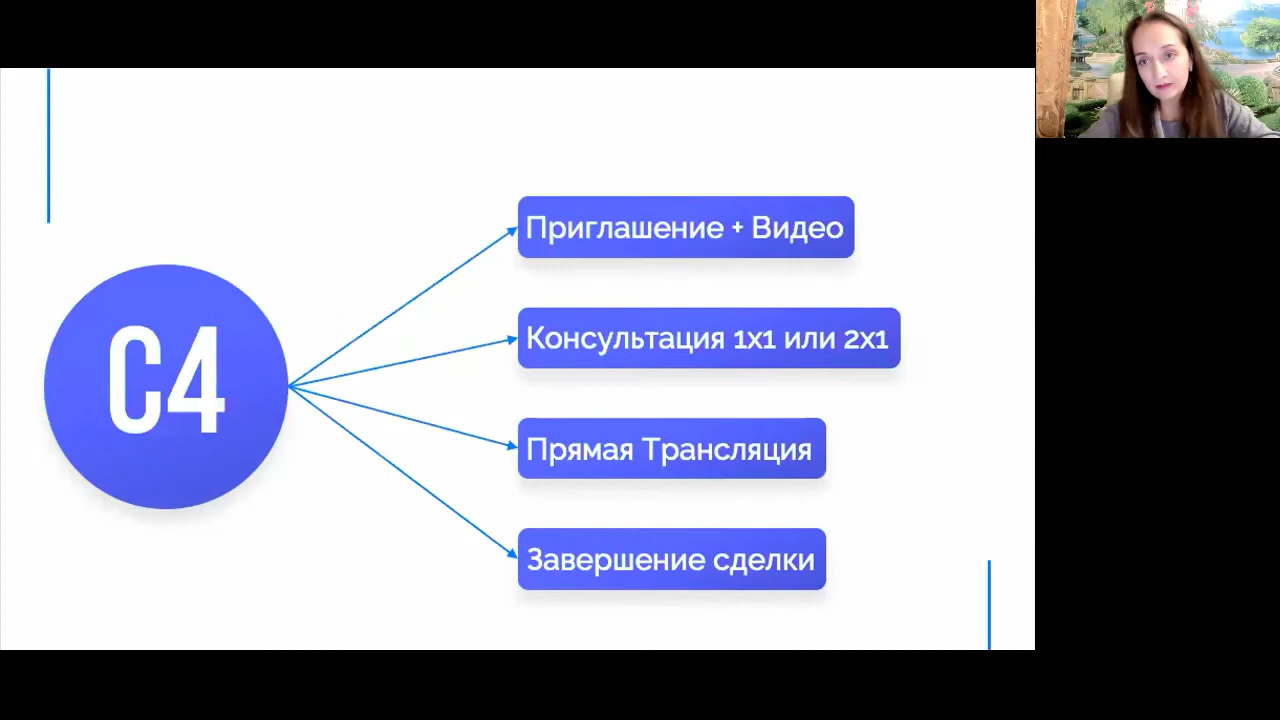 C4
Приглашение + Видео
Консультация 1х1 или 2х1
Прямая Трансляция
Завершение сделки